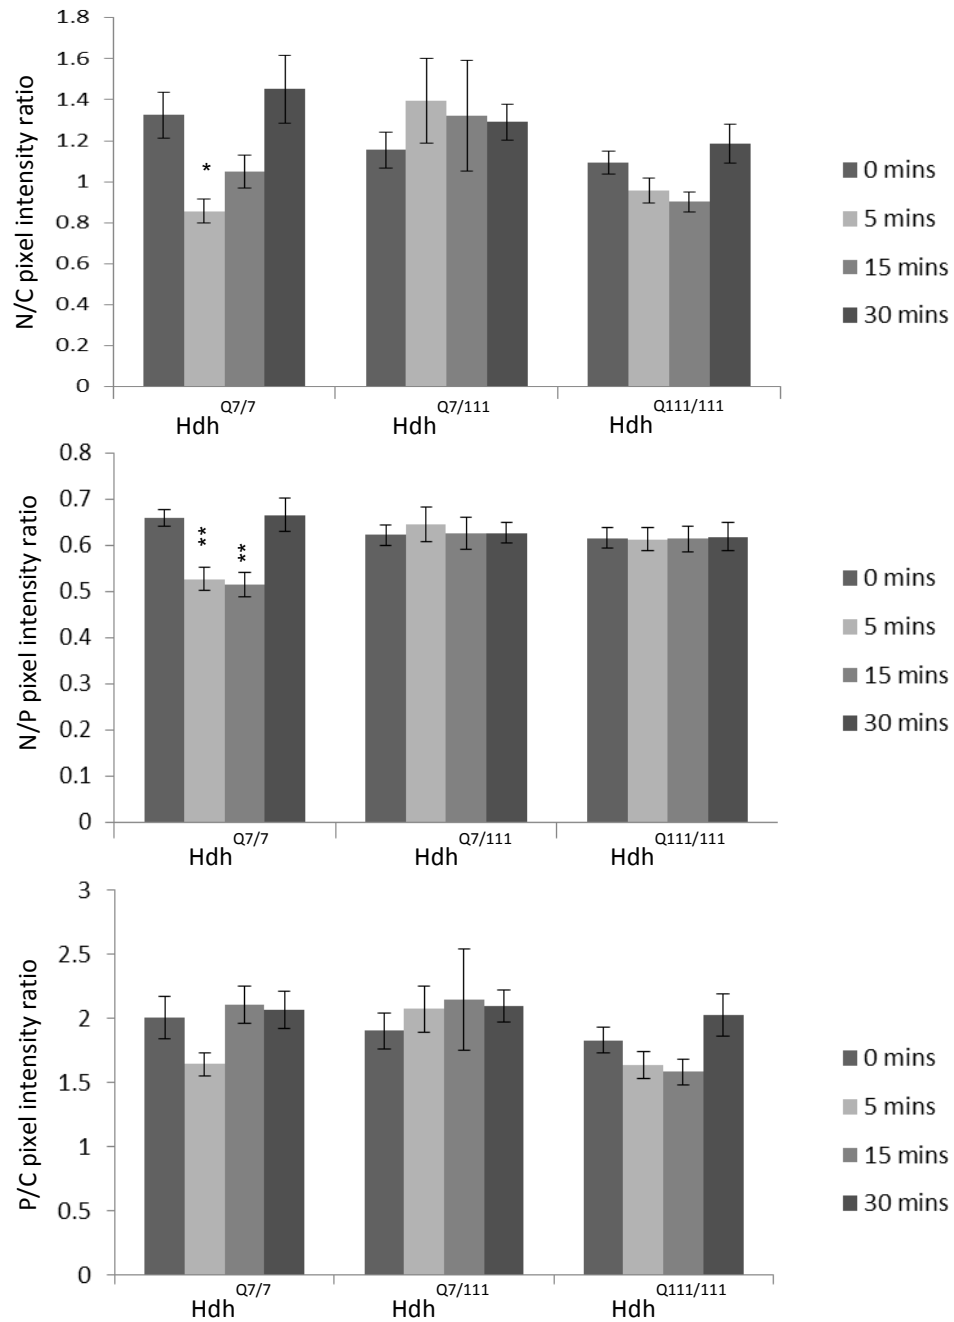 N/C pixel intensity ratio
1.8
1.6
1.4
1.2
1
0.8
0.6
0.4
0.2
0
*
Hdh Q7/7
Hdh Q7/111
Hdh Q111/111
0 mins
5 mins
15 mins
30 mins
N/P pixel intensity ratio
0.8
0.7
0.6
0.5
0.4
0.3
0.2
0.1
0
**
**
Hdh Q7/7
Hdh Q7/111
Hdh Q111/111
0 mins
5 mins
15 mins
30 mins
P/C pixel intensity ratio
3
2.5
2
1.5
1
0.5
0
Hdh Q7/7
Hdh Q7/111
Hdh Q111/111
0 mins
5 mins
15 mins
30 mins